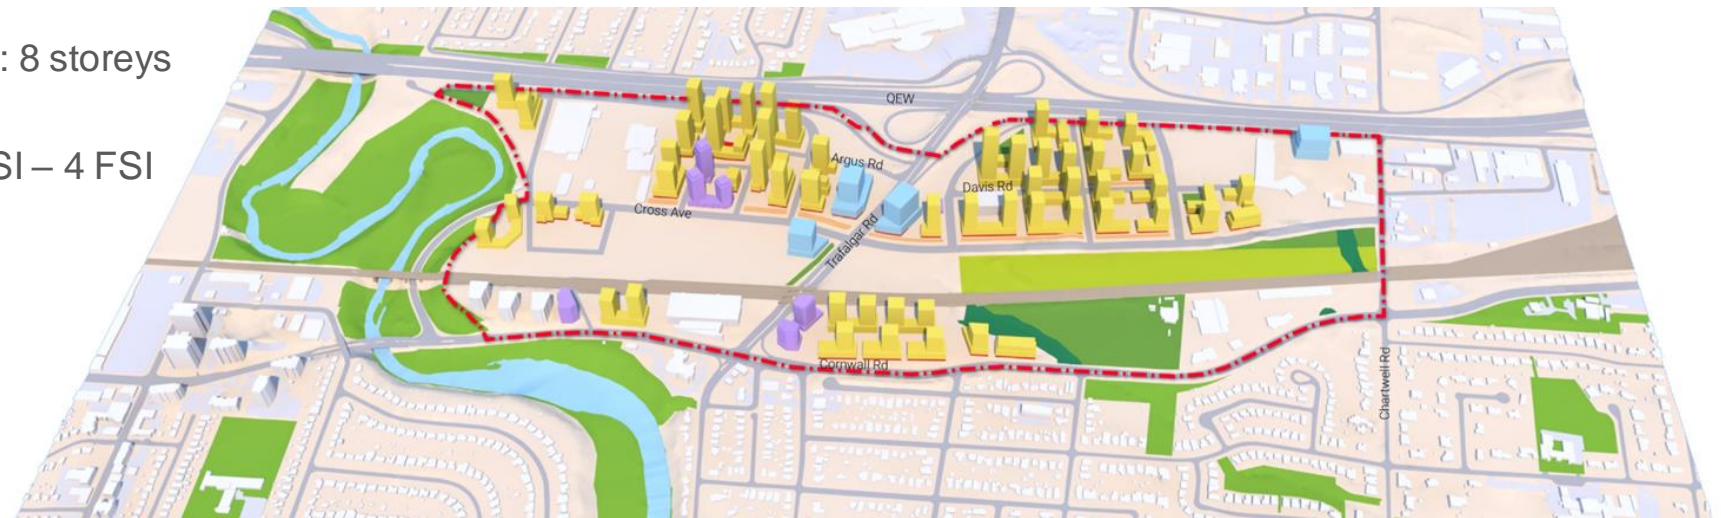 : 8 storeys
SI – 4 FSI
QEW
Argus Rd
Davis Rd
Cross Ave
Trafalgar Rd
Cornwall Rd
Chartwell Rd